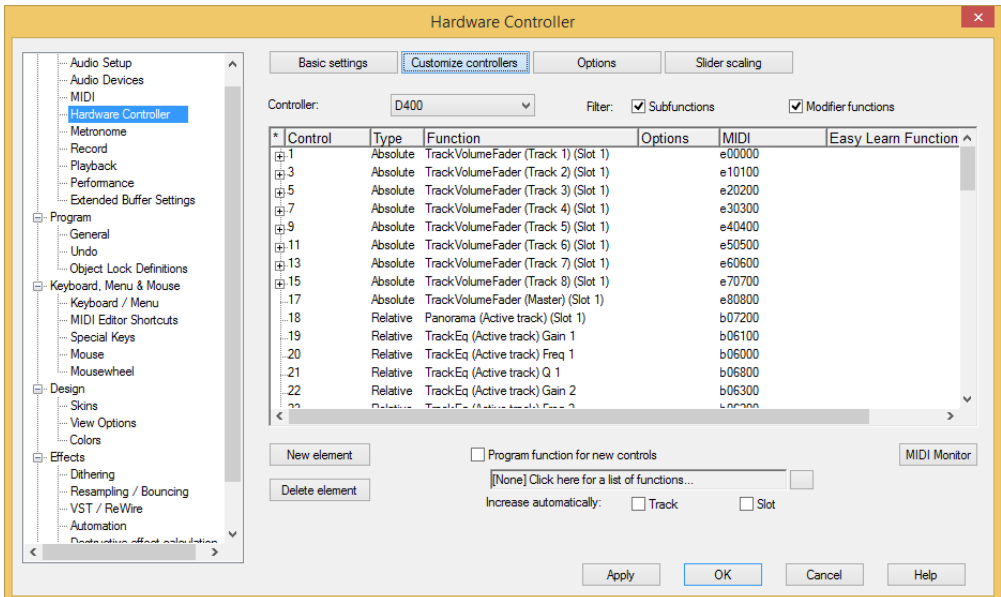 Hardware Controller
Audio Setup
Audio Devices
MIDI
Hardware Controller
Metronome
Record
Playback
Performance
Extended Buffer Settings
Program
General
Undo
Object Lock Definitions
Keyboard, Menu & Mouse
Keyboard / Menu
MIDI Editor Shortcuts
Special Keys
Mouse
Mousewheel
Design
Skins
View Options
Colors
Effects
Dithering
Resampling / Bouncing
VST / ReWire
Automation
Destructive effect calculation
Basic settings Customize controllers Options Slider scaling
Controller: D400 Filter: Subfunctions Modifier functions
* Control Type Function Options MIDI Easy Learn Function
1 Absolute TrackVolumeFader (Track 1) (Slot 1) e00000
3 Absolute TrackVolumeFader (Track 2) (Slot 1) e10100
5 Absolute TrackVolumeFader (Track 3) (Slot 1) e20200
7 Absolute TrackVolumeFader (Track 4) (Slot 1) e30300
9 Absolute TrackVolumeFader (Track 5) (Slot 1) e40400
11 Absolute TrackVolumeFader (Track 6) (Slot 1) e50500
13 Absolute TrackVolumeFader (Track 7) (Slot 1) e60600
15 Absolute TrackVolumeFader (Track 8) (Slot 1) e70700
17 Absolute TrackVolumeFader (Master) (Slot 1) e80800
18 Relative Panorama (Active track) (Slot 1) b07200
19 Relative TrackEq (Active track) Gain 1 b06100
20 Relative TrackEq (Active track) Freq 1 b06000
21 Relative TrackEq (Active track) Q 1 b06800
22 Relative TrackEq (Active track) Gain 2 b06300
Relative TrackEq (Active track) Freq 2
New element Program function for new controls MIDI Monitor
[None] Click here for a list of functions...
Delete element
Increase automatically: Track Slot
Apply OK Cancel Help